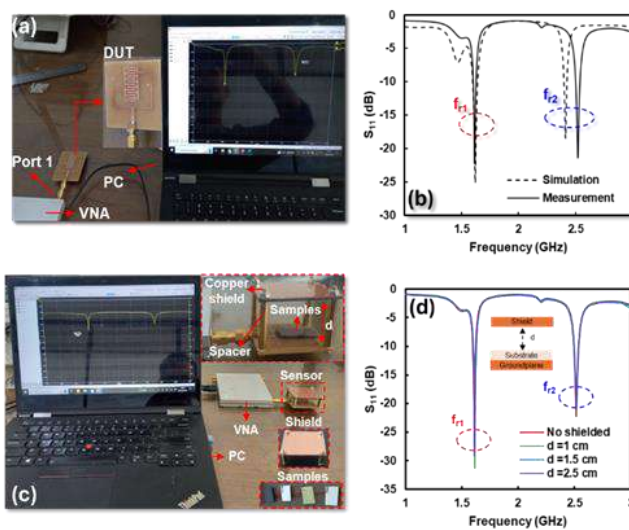 (a)
DUT
Port 1
PC
VNA
0
-5
-10
-15
-20
-25
-30
S11 (dB)
fr1
fr2
(b)
Simulation
Measurement
1
1.5
2
2.5
Frequency (GHz)
Copper
shield
Samples
d
Spacer
Sensor
VNA
Shield
PC
Samples
ThinkPad
(c)
0
-5
-10
-15
-20
-25
-30
-35
S11 (dB)
(d)
Shield
d
Substrate
Groundplane
fr1
fr2
No shielded
d =1 cm
d =1.5 cm
d =2.5 cm
1
1.5
2
2.5
Frequency (GHz)